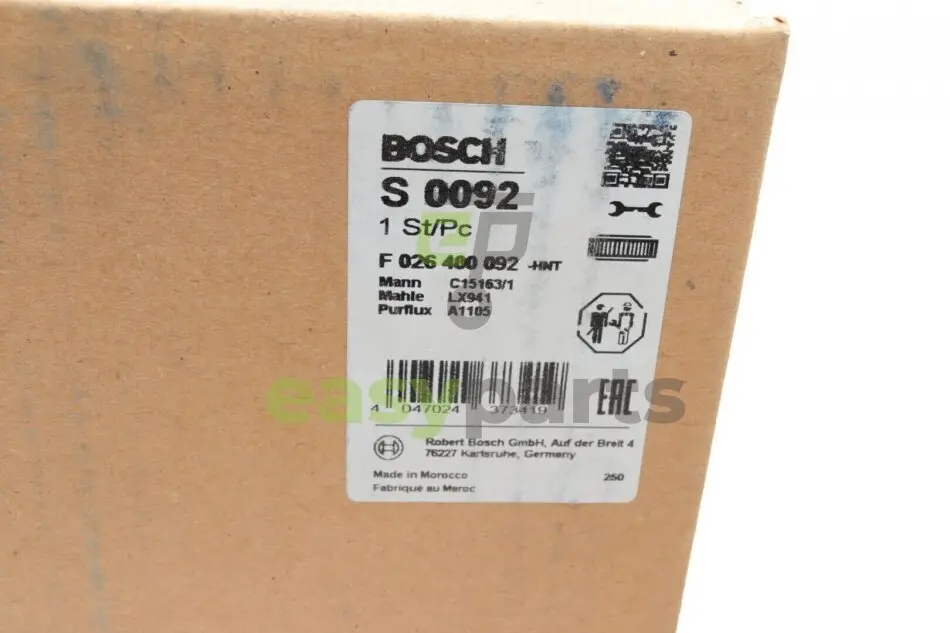 BOSCH
S 0092
1 St/Pc
F 026 400 092 -HNT
Mann C15163/1
Mahle LX941
Purflux A1105
4 047024 373419
EAC
Robert Bosch GmbH, Auf der Breit 4
76227 Karlsruhe, Germany
Made in Morocco 250
Fabriqué au Maroc
easyparts